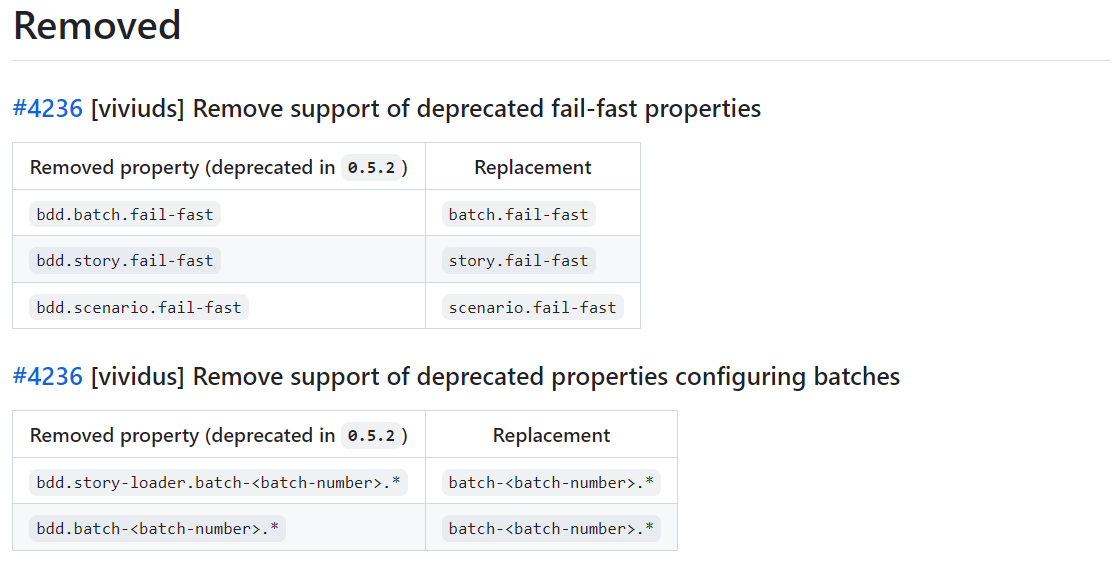 Removed
#4236 [viviuds] Remove support of deprecated fail-fast properties
Removed property (deprecated in 0.5.2) Replacement
bdd.batch.fail-fast batch.fail-fast
bdd.story.fail-fast story.fail-fast
bdd.scenario.fail-fast scenario.fail-fast
#4236 [vividus] Remove support of deprecated properties configuring batches
Removed property (deprecated in 0.5.2) Replacement
bdd.story-loader.batch-<batch-number>.* batch-<batch-number>.*
bdd.batch-<batch-number>.* batch-<batch-number>.*